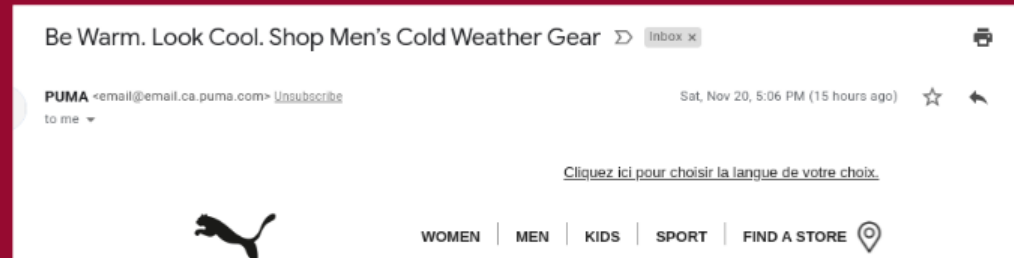 Be Warm. Look Cool. Shop Men's Cold Weather Gear Inbox x
PUMA <email@email.ca.puma.com> Unsubscribe Sat, Nov 20, 5:06 PM (15 hours ago)
to me
Cliquez ici pour choisir la langue de votre choix.
WOMEN | MEN | KIDS | SPORT | FIND A STORE